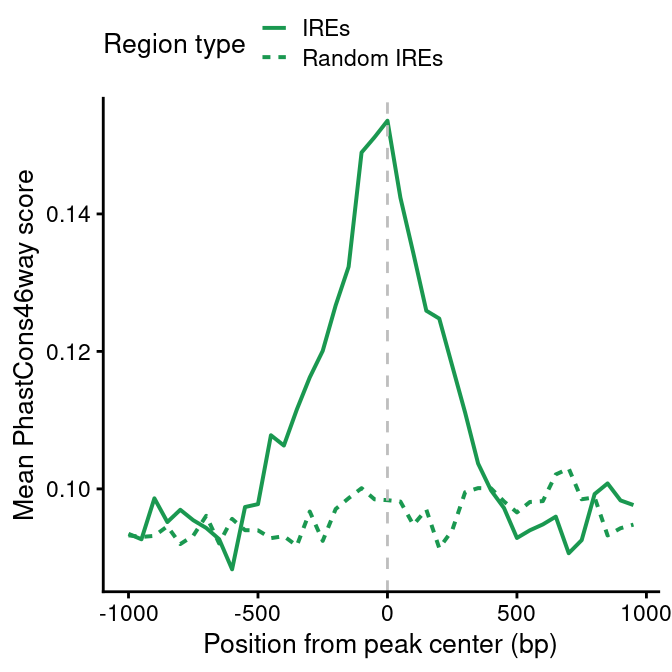 Region type
IREs
Random IREs
Mean PhastCons46way score
0.14
0.12
0.10
-1000
-500
0
500
1000
Position from peak center (bp)